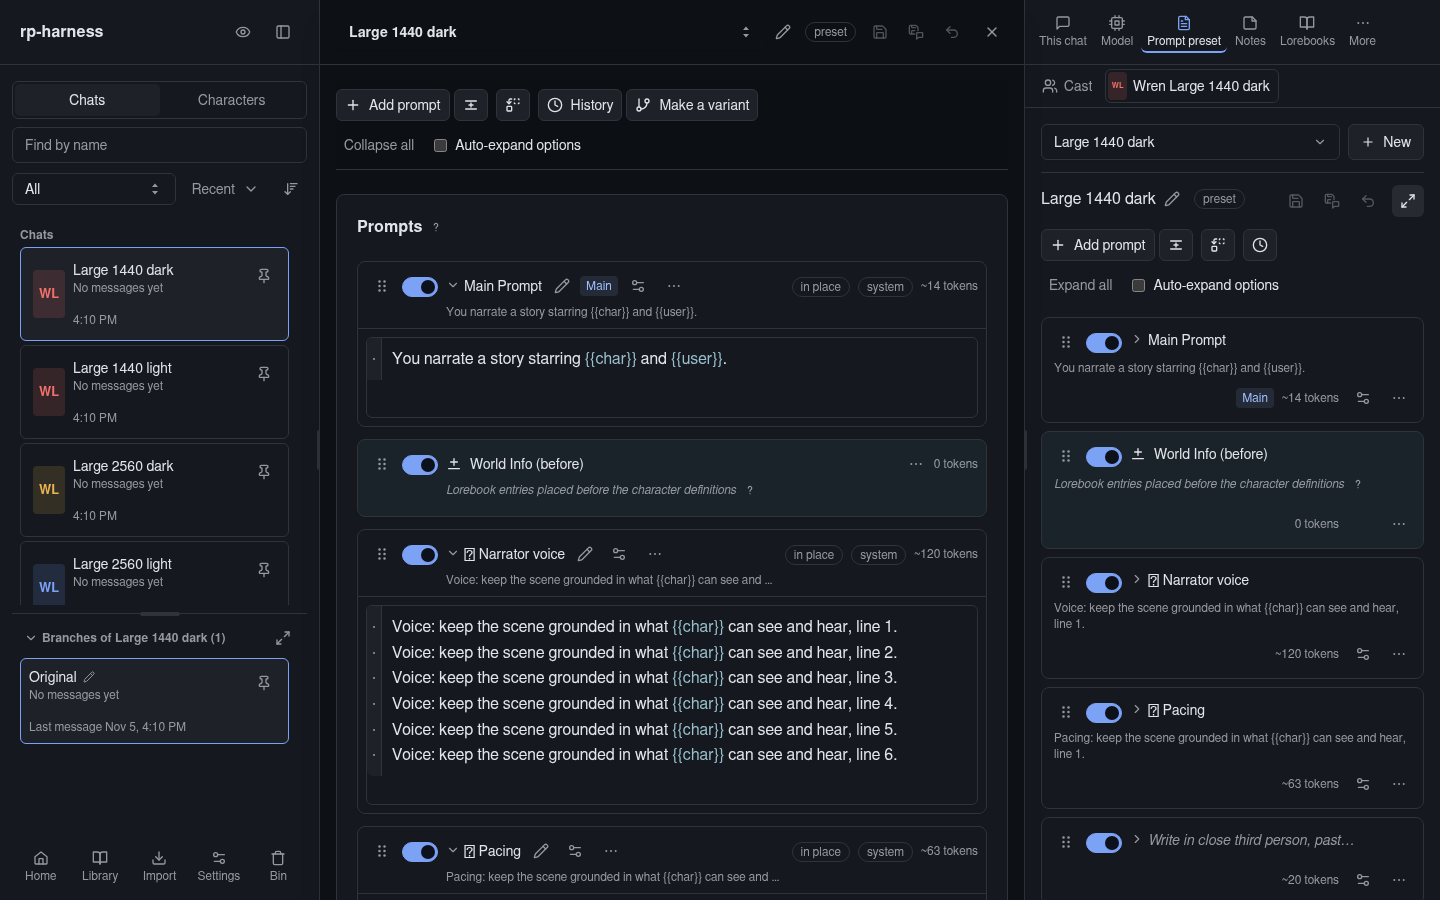 rp-harness
Chats
Characters
Find by name
All
Recent
Chats
WL
Large 1440 dark
No messages yet
4:10 PM
WL
Large 1440 light
No messages yet
4:10 PM
WL
Large 2560 dark
No messages yet
4:10 PM
WL
Large 2560 light
No messages yet
Branches of Large 1440 dark (1)
Original
No messages yet
Last message Nov 5, 4:10 PM
Home
Library
Import
Settings
Bin
Large 1440 dark
preset
Add prompt
History
Make a variant
Collapse all
Auto-expand options
Prompts ?
Main Prompt
Main
in place
system
~14 tokens
You narrate a story starring {{char}} and {{user}}.
You narrate a story starring {{char}} and {{user}}.
World Info (before)
0 tokens
Lorebook entries placed before the character definitions ?
Narrator voice
in place
system
~120 tokens
Voice: keep the scene grounded in what {{char}} can see and ...
Voice: keep the scene grounded in what {{char}} can see and hear, line 1.
Voice: keep the scene grounded in what {{char}} can see and hear, line 2.
Voice: keep the scene grounded in what {{char}} can see and hear, line 3.
Voice: keep the scene grounded in what {{char}} can see and hear, line 4.
Voice: keep the scene grounded in what {{char}} can see and hear, line 5.
Voice: keep the scene grounded in what {{char}} can see and hear, line 6.
Pacing
in place
system
~63 tokens
Pacing: keep the scene grounded in what {{char}} can see and ...
This chat
Model
Prompt preset
Notes
Lorebooks
More
Cast
WL
Wren Large 1440 dark
Large 1440 dark
New
Large 1440 dark
preset
Add prompt
Expand all
Auto-expand options
Main Prompt
You narrate a story starring {{char}} and {{user}}.
Main
~14 tokens
World Info (before)
Lorebook entries placed before the character definitions ?
0 tokens
Narrator voice
Voice: keep the scene grounded in what {{char}} can see and hear,
line 1.
~120 tokens
Pacing
Pacing: keep the scene grounded in what {{char}} can see and hear,
line 1.
~63 tokens
Write in close third person, past...
~20 tokens